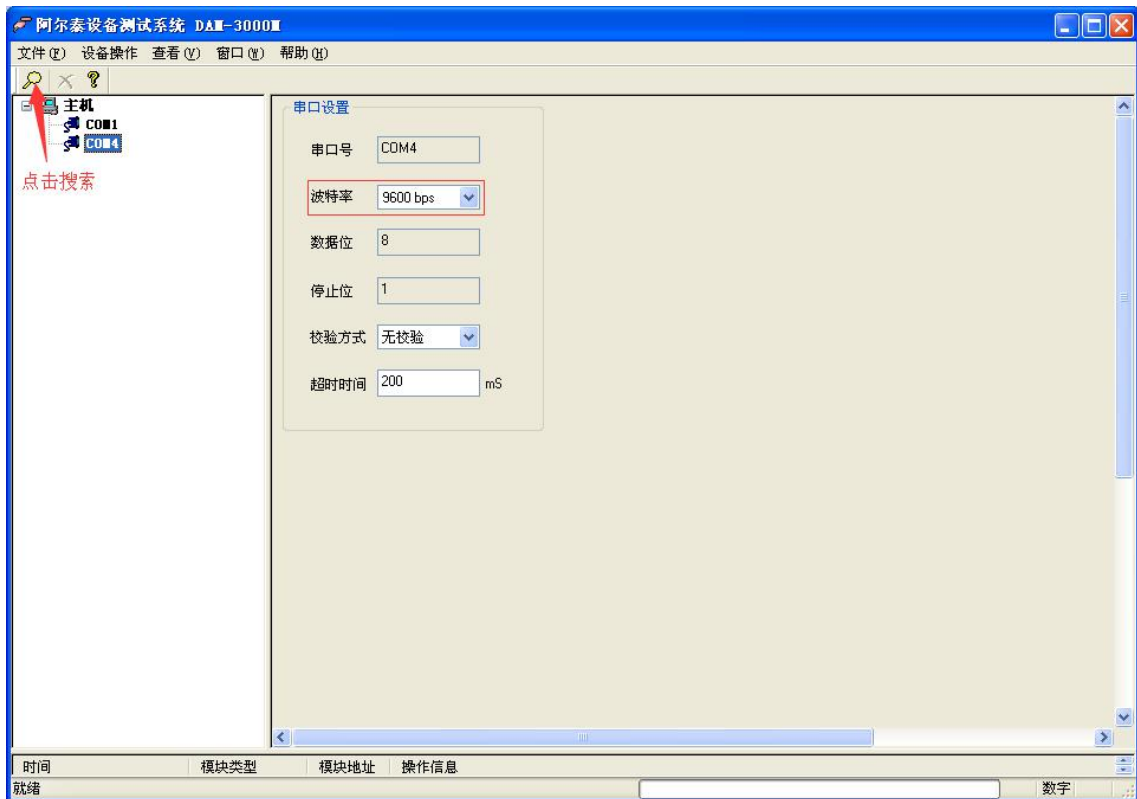 阿尔泰设备测试系统 DAM-3000M
文件(F) 设备操作 查看(V) 窗口(W) 帮助(H)
主机
COM1
COM4
点击搜索
串口设置
串口号 COM4
波特率 9600 bps
数据位 8
停止位 1
校验方式 无校验
超时时间 200 mS
时间 模块类型 模块地址 操作信息
就绪 数字